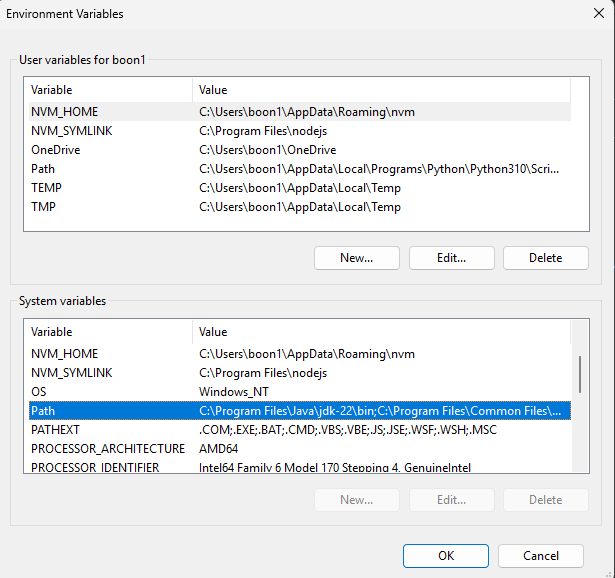 Environment Variables
User variables for boon1
Variable Value
NVM_HOME C:\Users\boon1\AppData\Roaming\nvm
NVM_SYMLINK C:\Program Files\nodejs
OneDrive C:\Users\boon1\OneDrive
Path C:\Users\boon1\AppData\Local\Programs\Python\Python310\Scri...
TEMP C:\Users\boon1\AppData\Local\Temp
TMP C:\Users\boon1\AppData\Local\Temp
New... Edit... Delete
System variables
Variable Value
NVM_HOME C:\Users\boon1\AppData\Roaming\nvm
NVM_SYMLINK C:\Program Files\nodejs
OS Windows_NT
Path C:\Program Files\Java\jdk-22\bin;C:\Program Files\Common Files\...
PATHEXT .COM;.EXE;.BAT;.CMD;.VBS;.VBE;.JS;.JSE;.WSF;.WSH;.MSC
PROCESSOR_ARCHITECTURE AMD64
PROCESSOR_IDENTIFIER Intel64 Family 6 Model 170 Stepping 4, GenuineIntel
New... Edit... Delete
OK Cancel